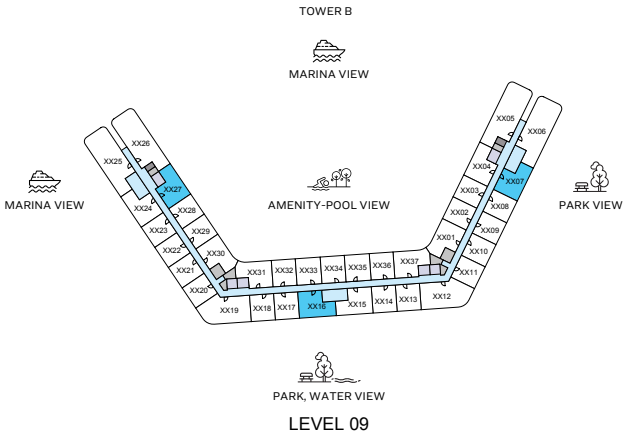 TOWER B
MARINA VIEW
XX05
XX06
XX26
XX25
XX04
XX07
XX27
XX03
MARINA VIEW
AMENITY-POOL VIEW
PARK VIEW
XX24
XX28
XX02
XX08
XX23
XX29
XX01
XX09
XX22
XX30
XX10
XX21
XX31
XX32
XX33
XX34
XX35
XX36
XX37
XX11
XX20
XX19
XX18
XX17
XX16
XX15
XX14
XX13
XX12
PARK, WATER VIEW
LEVEL 09